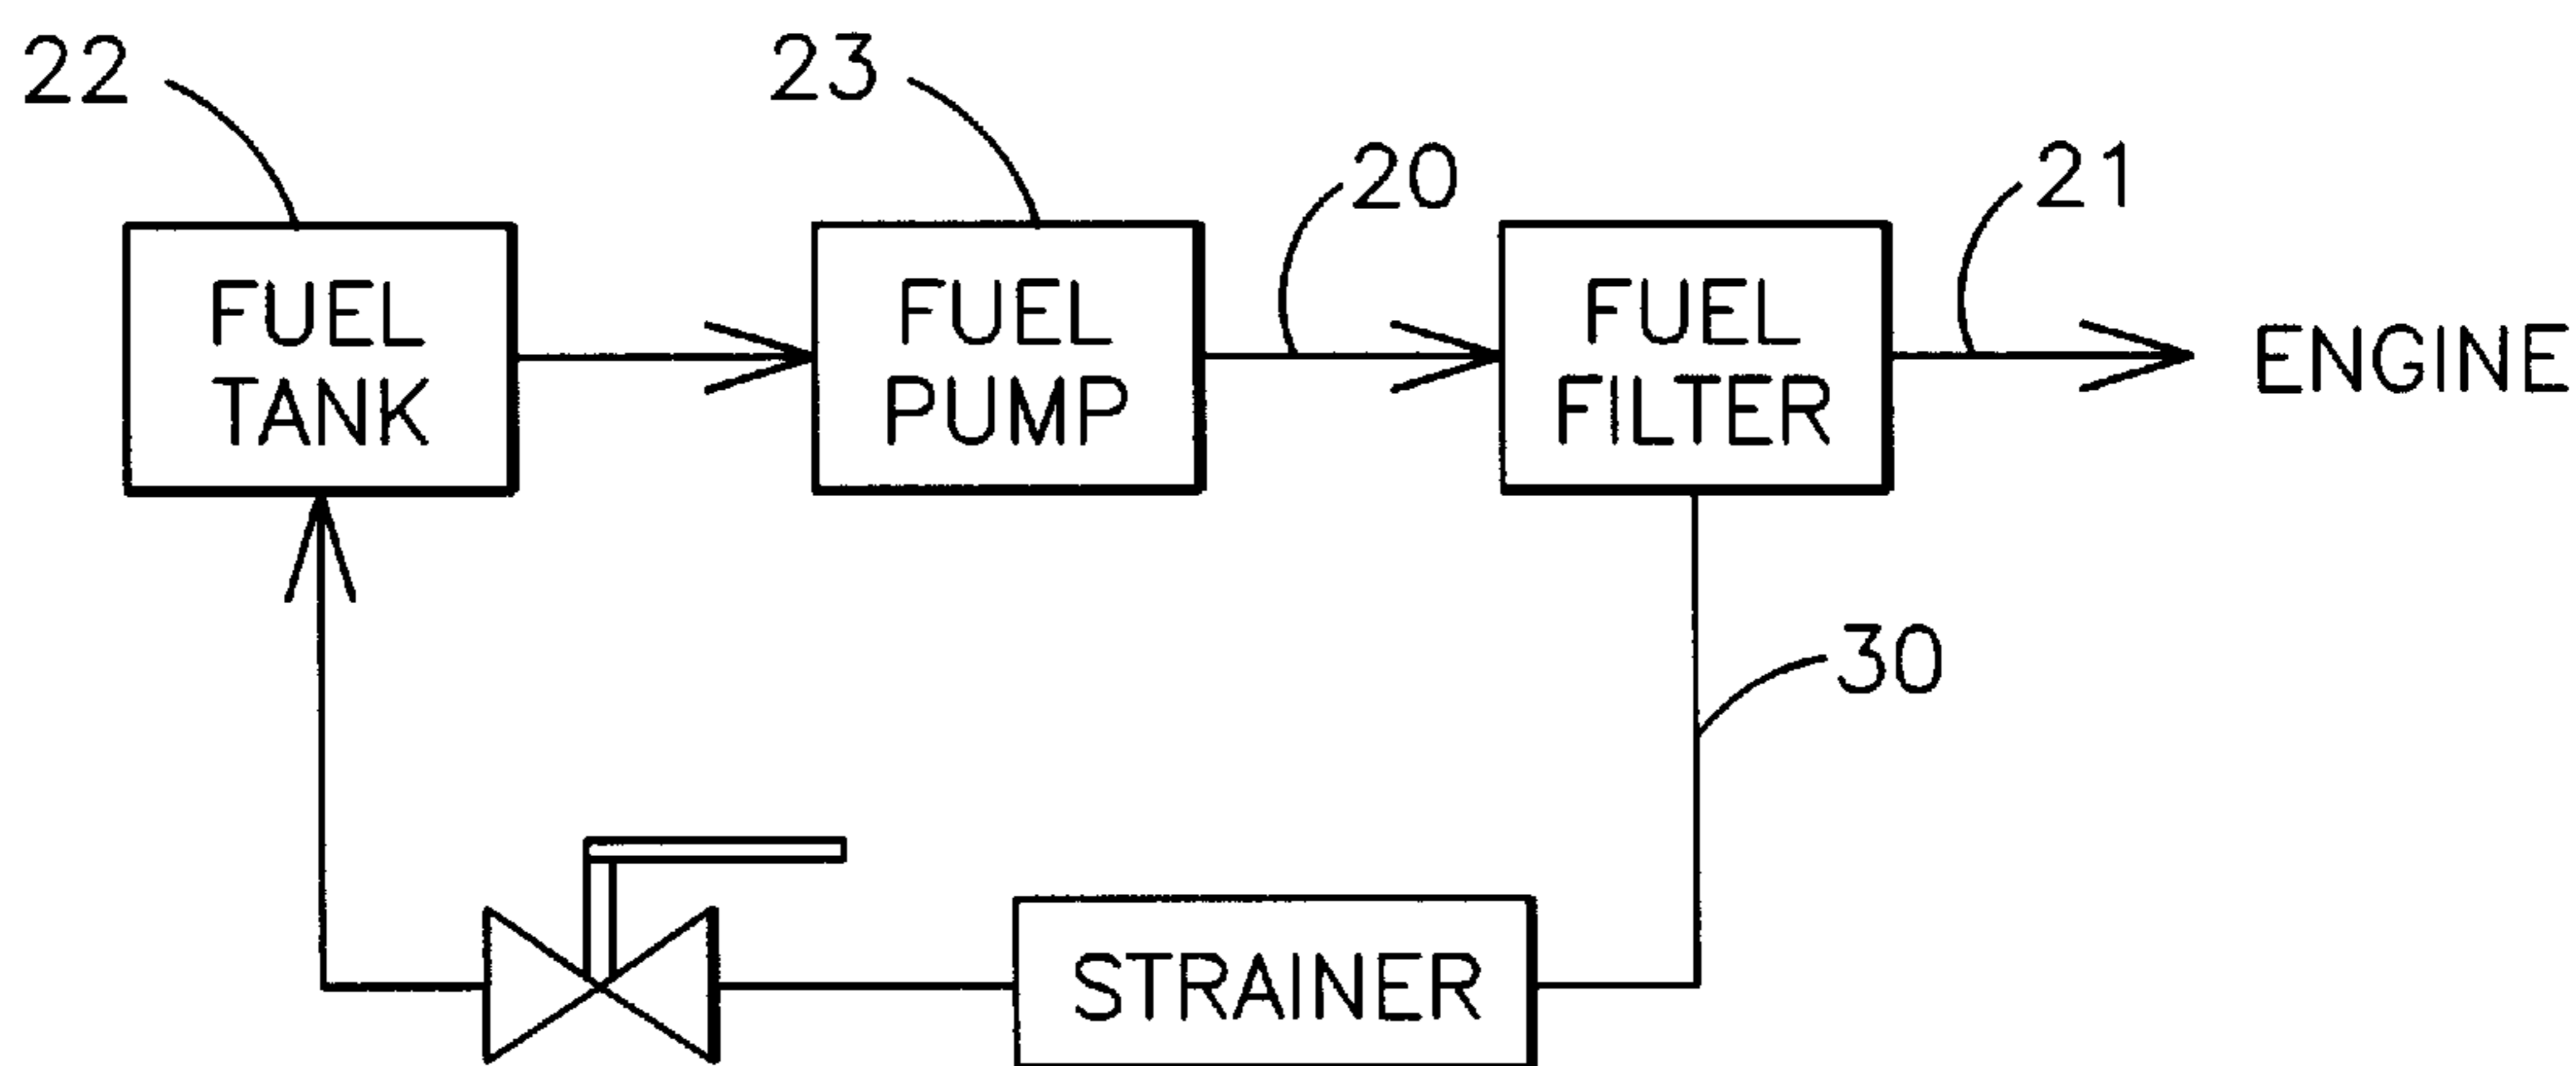 22
23
20
21
FUEL
TANK
FUEL
PUMP
FUEL
FILTER
ENGINE
30
STRAINER